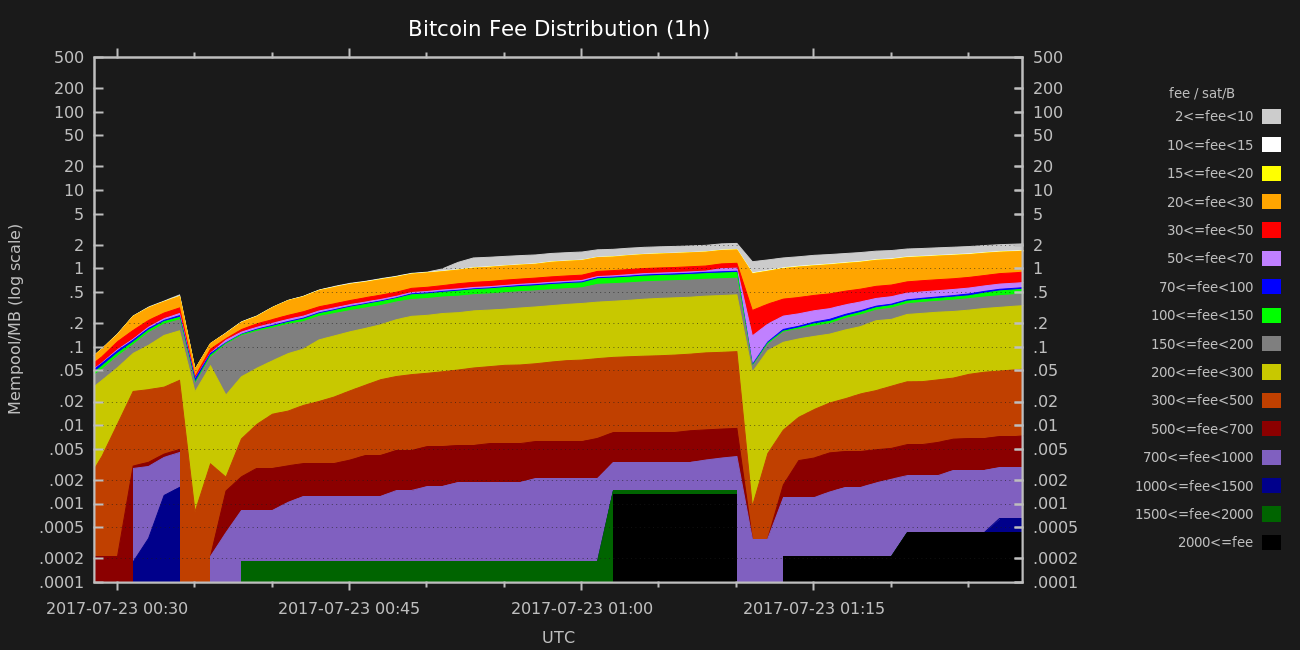 Bitcoin Fee Distribution (1h)
500 500
200 200
100 100
50 50
20 20
10 10
5 5
2 2
1 1
.5 .5
.2 .2
.1 .1
.05 .05
.02 .02
.01 .01
.005 .005
.002 .002
.001 .001
.0005 .0005
.0002 .0002
.0001 .0001
Mempool/MB (log scale)
2017-07-23 00:30 2017-07-23 00:45 2017-07-23 01:00 2017-07-23 01:15
UTC
fee / sat/B
2<=fee<10
10<=fee<15
15<=fee<20
20<=fee<30
30<=fee<50
50<=fee<70
70<=fee<100
100<=fee<150
150<=fee<200
200<=fee<300
300<=fee<500
500<=fee<700
700<=fee<1000
1000<=fee<1500
1500<=fee<2000
2000<=fee